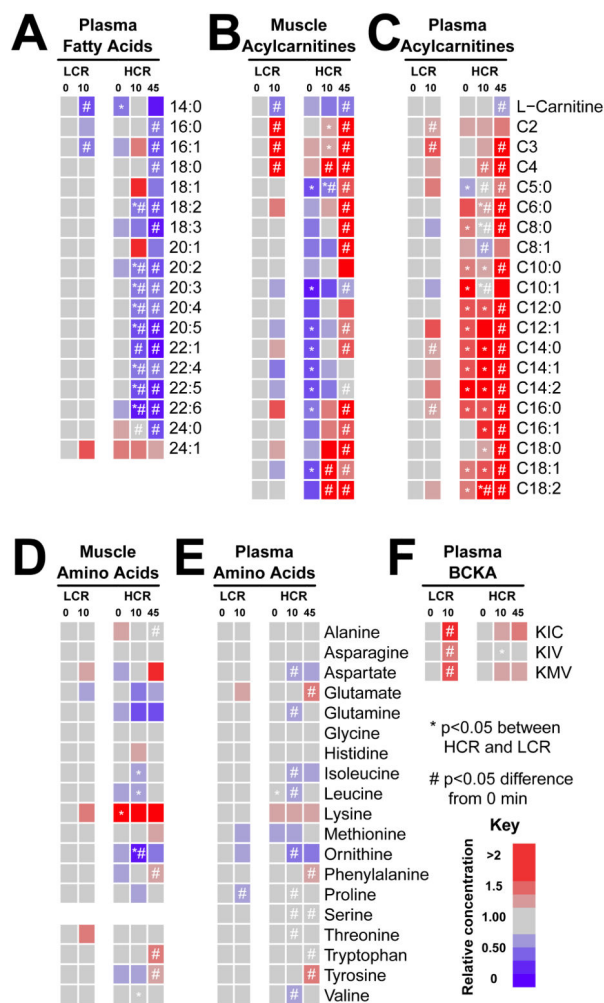 A Plasma Fatty Acids
LCR HCR
0 10 0 10 45
# * 14:0
# 16:0
# 16:1
# 18:0
18:1
*# # 18:2
# 18:3
20:1
*# # 20:2
*# # 20:3
*# # 20:4
*# # 20:5
# # 22:1
*# # 22:4
*# # 22:5
*# # 22:6
# # 24:0
24:1
B Muscle Acylcarnitines
LCR HCR
0 10 0 10 45
C Plasma Acylcarnitines
LCR HCR
0 10 0 10 45
# # # L−Carnitine
# * # # C2
# * # # # C3
# # # # # C4
* *# # * # # C5:0
# * *# # C6:0
# * # # C8:0
# # # C8:1
* * # C10:0
* # * *# C10:1
* * # C12:0
* # * # C12:1
* # # * * # C14:0
* * * # C14:1
* # * * # C14:2
* # # * * # C16:0
# * # C16:1
# * # C18:0
* # # * * # C18:1
# # * *# # C18:2
D Muscle Amino Acids
LCR HCR
0 10 0 10 45
E Plasma Amino Acids
LCR HCR
0 10 0 10 45
# Alanine
Asparagine
# Aspartate
# Glutamate
# Glutamine
Glycine
Histidine
* # Isoleucine
* * # Leucine
* Lysine
Methionine
*# # Ornithine
# # Phenylalanine
# # Proline
# # Serine
# Threonine
# # Tryptophan
# # Tyrosine
* # Valine
F Plasma BCKA
LCR HCR
0 10 0 10 45
# KIC
# * KIV
# KMV
* p<0.05 between
HCR and LCR
# p<0.05 difference
from 0 min
Key
Relative concentration
>2
1.5
1.00
0.50
0